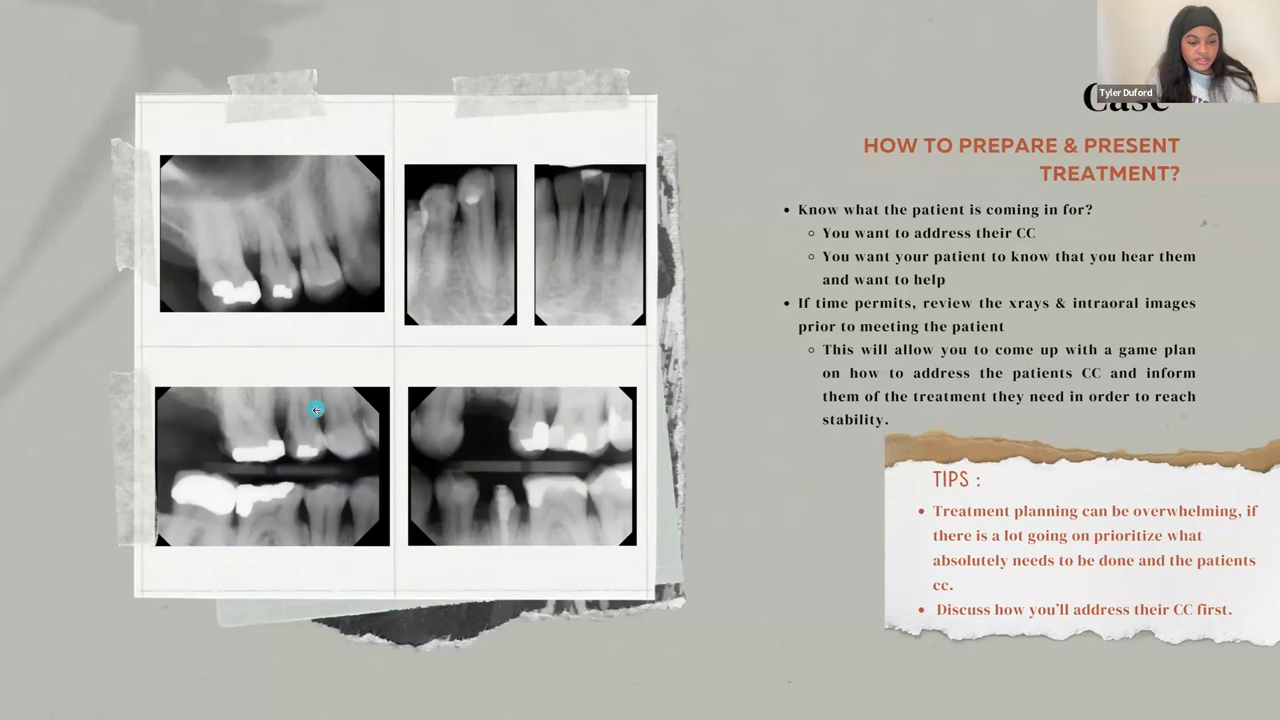 Tyler Duford
Case
HOW TO PREPARE & PRESENT
TREATMENT?
• Know what the patient is coming in for?
◦ You want to address their CC
◦ You want your patient to know that you hear them
and want to help
• If time permits, review the xrays & intraoral images
prior to meeting the patient
◦ This will allow you to come up with a game plan
on how to address the patients CC and inform
them of the treatment they need in order to reach
stability.
TIPS :
• Treatment planning can be overwhelming, if
there is a lot going on prioritize what
absolutely needs to be done and the patients
cc.
• Discuss how you'll address their CC first.